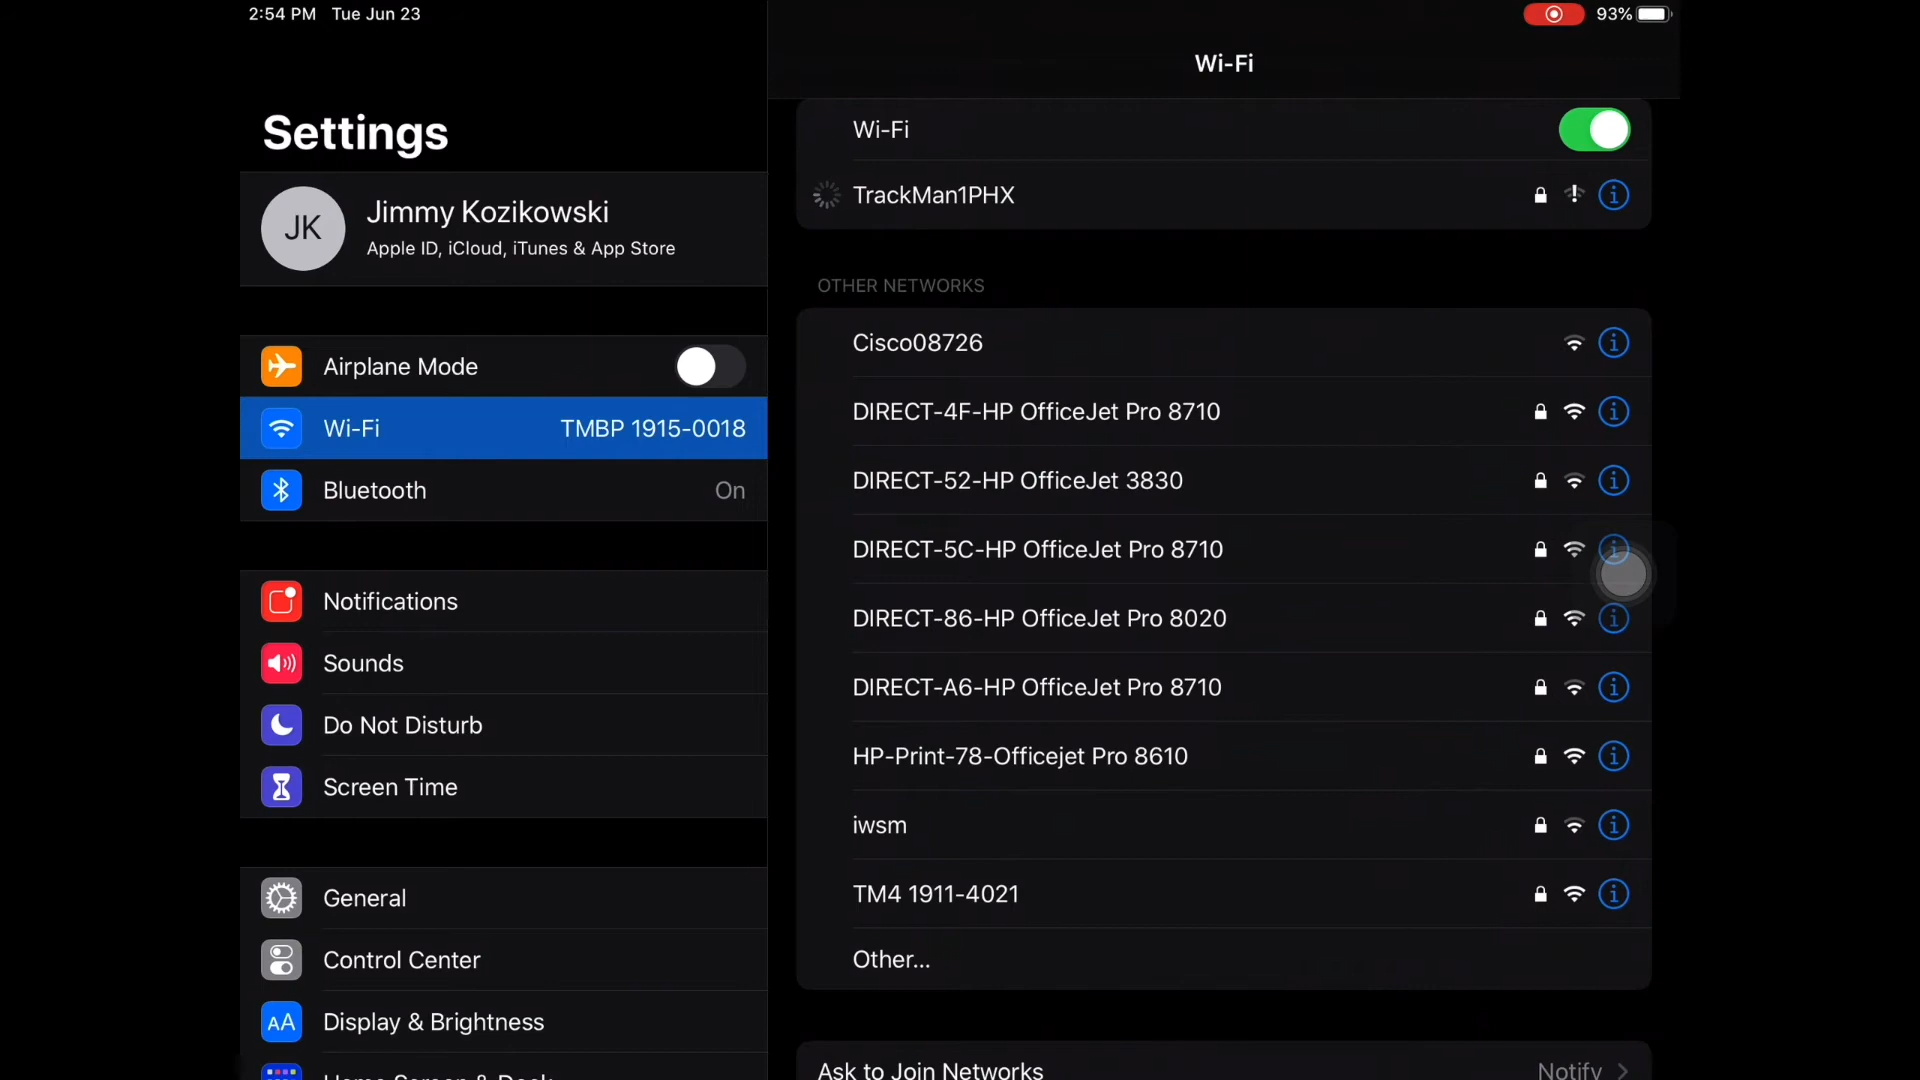 2:54 PM Tue Jun 23
93%
Wi-Fi
Settings
JK
Jimmy Kozikowski
Apple ID, iCloud, iTunes & App Store
Airplane Mode
Wi-Fi TMBP 1915-0018
Bluetooth On
Notifications
Sounds
Do Not Disturb
Screen Time
General
Control Center
AA Display & Brightness
Wi-Fi
TrackMan1PHX
OTHER NETWORKS
Cisco08726
DIRECT-4F-HP OfficeJet Pro 8710
DIRECT-52-HP OfficeJet 3830
DIRECT-5C-HP OfficeJet Pro 8710
DIRECT-86-HP OfficeJet Pro 8020
DIRECT-A6-HP OfficeJet Pro 8710
HP-Print-78-Officejet Pro 8610
iwsm
TM4 1911-4021
Other...
Ask to Join Networks Notify